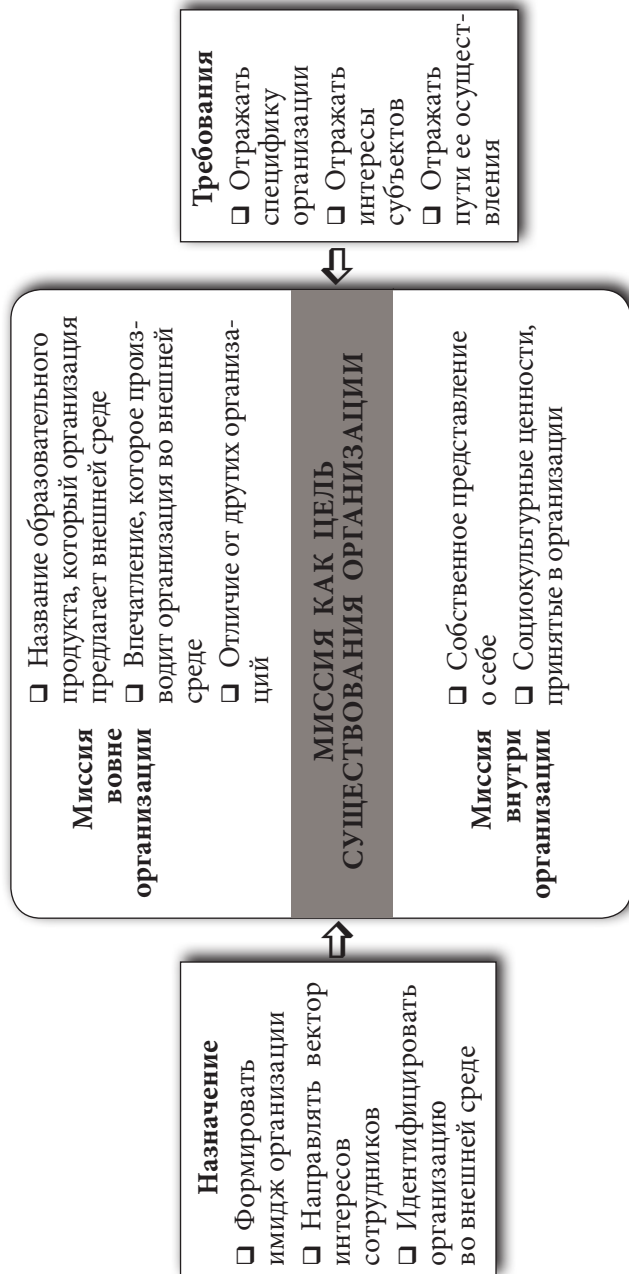 Назначение
❑ Формировать
имидж организации
❑ Направлять вектор
интересов
сотрудников
❑ Идентифицировать
организацию
во внешней среде
Миссия
вовне
организации
❑ Название образовательного
продукта, который организация
предлагает внешней среде
❑ Впечатление, которое произ-
водит организация во внешней
среде
❑ Отличие от других организа-
ций
МИССИЯ КАК ЦЕЛЬ
СУЩЕСТВОВАНИЯ ОРГАНИЗАЦИИ
Миссия
внутри
организации
❑ Собственное представление
о себе
❑ Социокультурные ценности,
принятые в организации
Требования
❑ Отражать
специфику
организации
❑ Отражать
интересы
субъектов
❑ Отражать
пути ее осущест-
вления